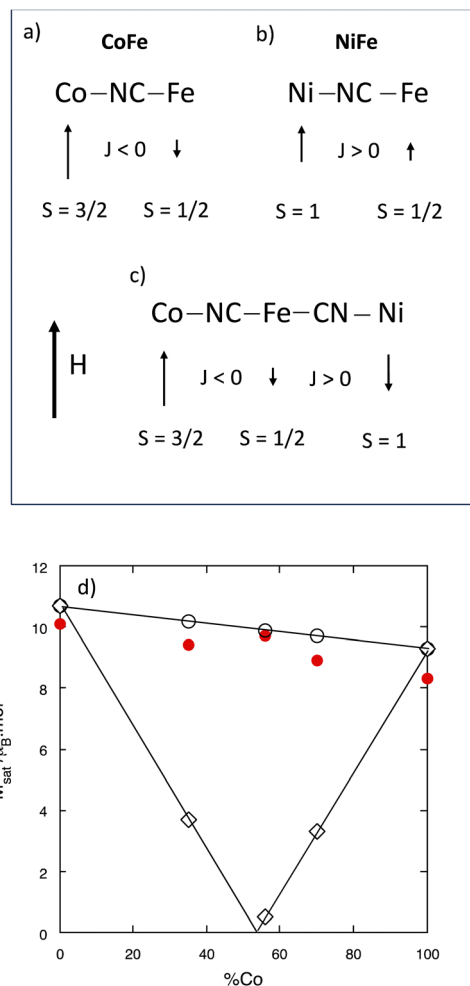 a)
CoFe
b)
NiFe
Co–NC–Fe
Ni–NC –Fe
J < 0
J > 0
S = 3/2
S = 1/2
S = 1
S = 1/2
c)
Co–NC–Fe–CN – Ni
H
J < 0
J > 0
S = 3/2
S = 1/2
S = 1
d)
12
10
8
6
4
2
0
0
20
40
60
80
100
%Co